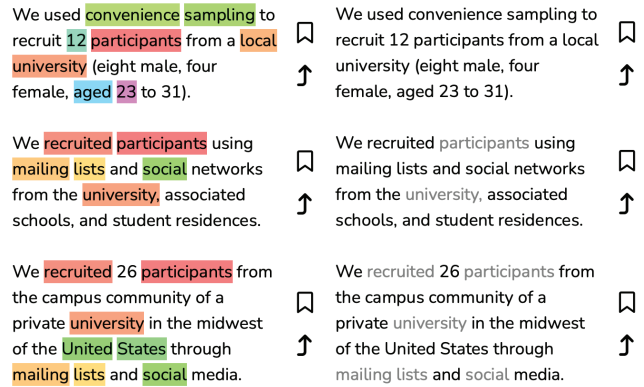 We used convenience sampling to
recruit 12 participants from a local
university (eight male, four
female, aged 23 to 31).
We recruited participants using
mailing lists and social networks
from the university, associated
schools, and student residences.
We recruited 26 participants from
the campus community of a
private university in the midwest
of the United States through
mailing lists and social media.
We used convenience sampling to
recruit 12 participants from a local
university (eight male, four
female, aged 23 to 31).
We recruited participants using
mailing lists and social networks
from the university, associated
schools, and student residences.
We recruited 26 participants from
the campus community of a
private university in the midwest
of the United States through
mailing lists and social media.